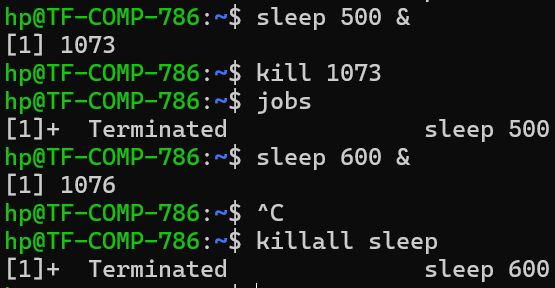 hp@TF-COMP-786:~$ sleep 500 &
[1] 1073
hp@TF-COMP-786:~$ kill 1073
hp@TF-COMP-786:~$ jobs
[1]+  Terminated              sleep 500
hp@TF-COMP-786:~$ sleep 600 &
[1] 1076
hp@TF-COMP-786:~$ ^C
hp@TF-COMP-786:~$ killall sleep
[1]+  Terminated              sleep 600